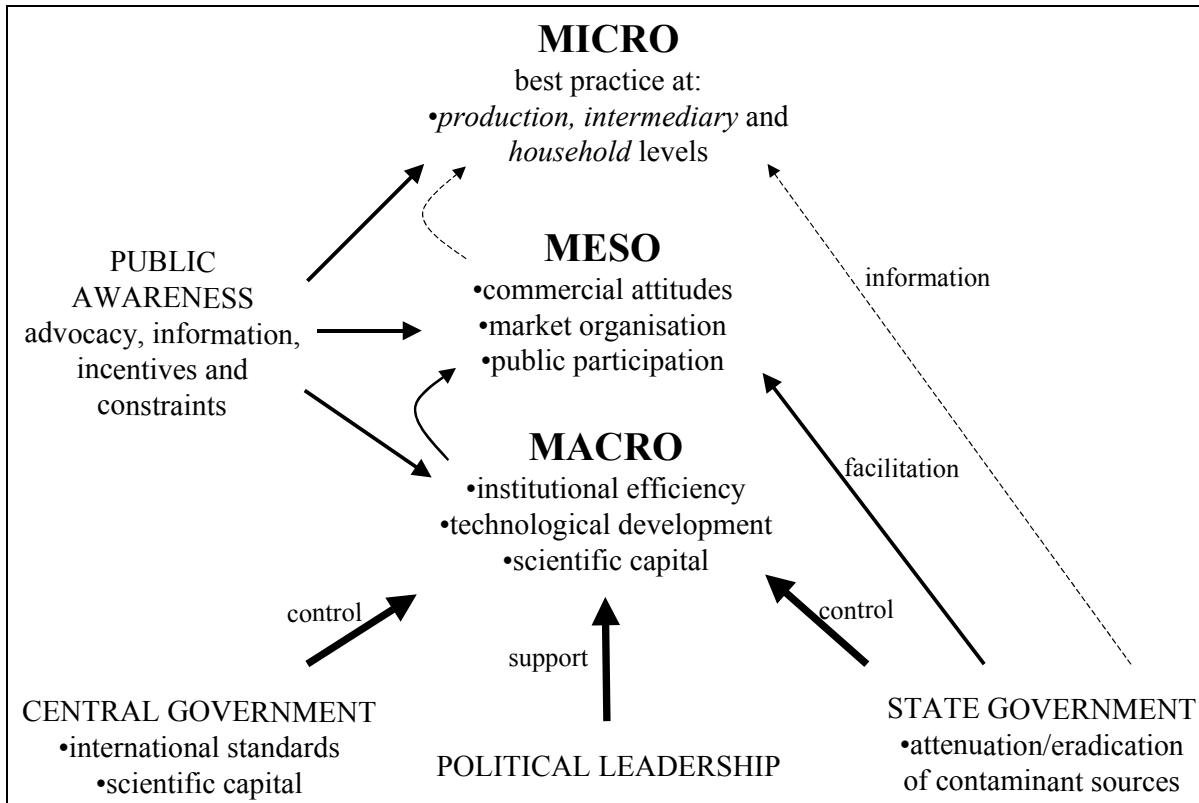 MICRO
best practice at:
•production, intermediary and
household levels
MESO
•commercial attitudes
•market organisation
•public participation
PUBLIC
AWARENESS
advocacy, information,
incentives and
constraints
information
MACRO
•institutional efficiency
•technological development
•scientific capital
facilitation
control
support
control
CENTRAL GOVERNMENT
•international standards
•scientific capital
POLITICAL LEADERSHIP
STATE GOVERNMENT
•attenuation/eradication
of contaminant sources